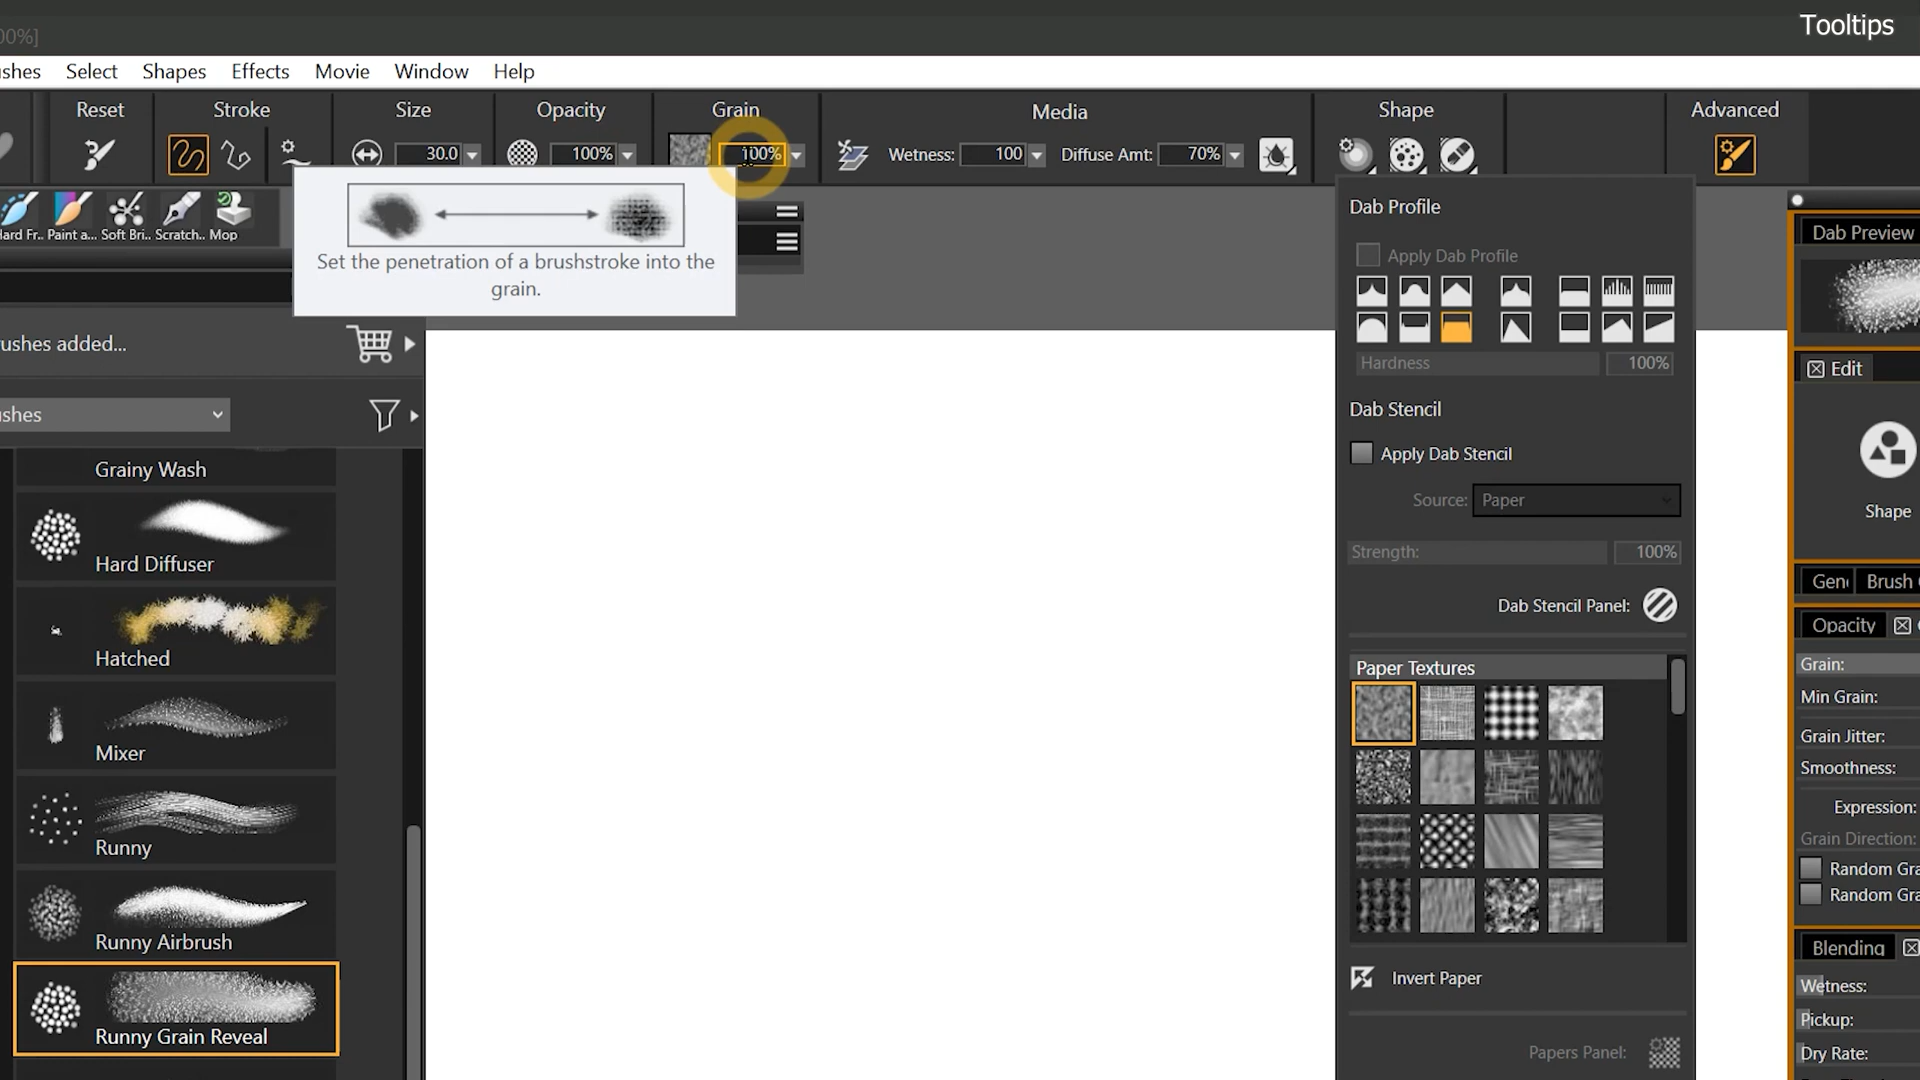 Tooltips
00%]
shes Select Shapes Effects Movie Window Help
Reset Stroke Size Opacity Grain Media Shape Advanced
30.0 100% 100% Wetness: 100 Diffuse Amt: 70%
Hard Fr.. Paint a... Soft Bri.. Scratch.. Mop
Set the penetration of a brushstroke into the
grain.
ushes added...
shes
Grainy Wash
Hard Diffuser
Hatched
Mixer
Runny
Runny Airbrush
Runny Grain Reveal
Dab Profile
Apply Dab Profile
Hardness 100%
Dab Stencil
Apply Dab Stencil
Source: Paper
Strength: 100%
Dab Stencil Panel:
Paper Textures
Invert Paper
Papers Panel:
Dab Preview
Edit
Shape
Gen Brush
Opacity
Grain:
Min Grain:
Grain Jitter:
Smoothness:
Expression:
Grain Direction:
Random Gra
Random Gra
Blending
Wetness:
Pickup:
Dry Rate: